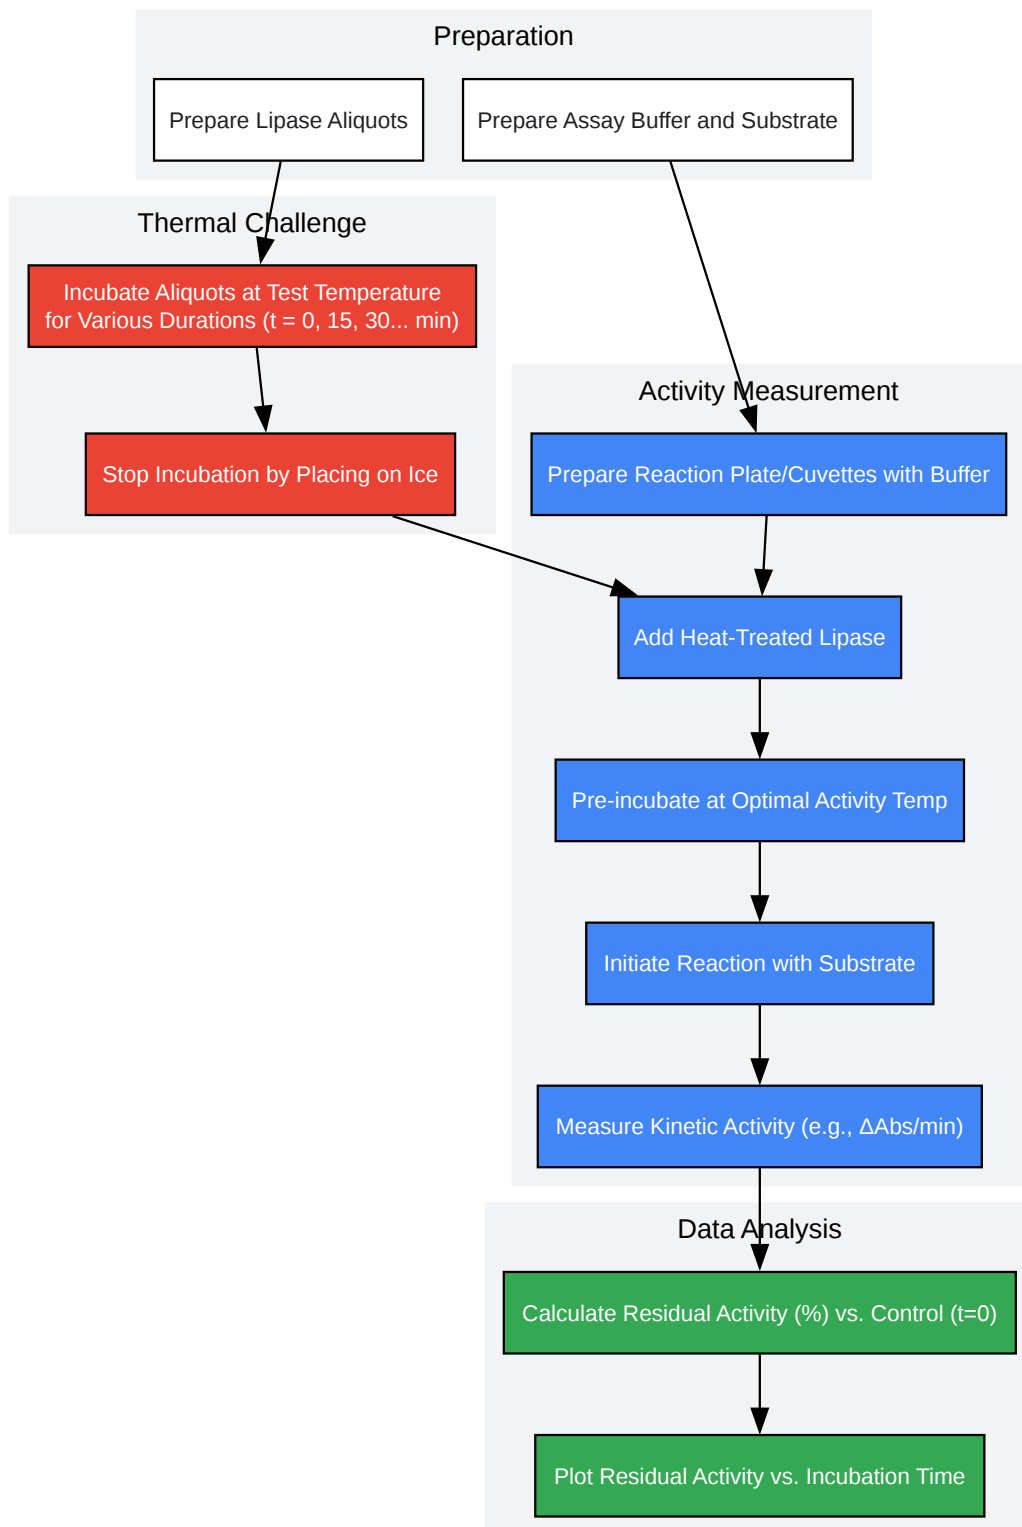 Preparation
Prepare Lipase Aliquots
Prepare Assay Buffer and Substrate
Thermal Challenge
Incubate Aliquots at Test Temperature
for Various Durations (t = 0, 15, 30... min)
Stop Incubation by Placing on Ice
Activity Measurement
Prepare Reaction Plate/Cuvettes with Buffer
Add Heat-Treated Lipase
Pre-incubate at Optimal Activity Temp
Initiate Reaction with Substrate
Measure Kinetic Activity (e.g., ΔAbs/min)
Data Analysis
Calculate Residual Activity (%) vs. Control (t=0)
Plot Residual Activity vs. Incubation Time